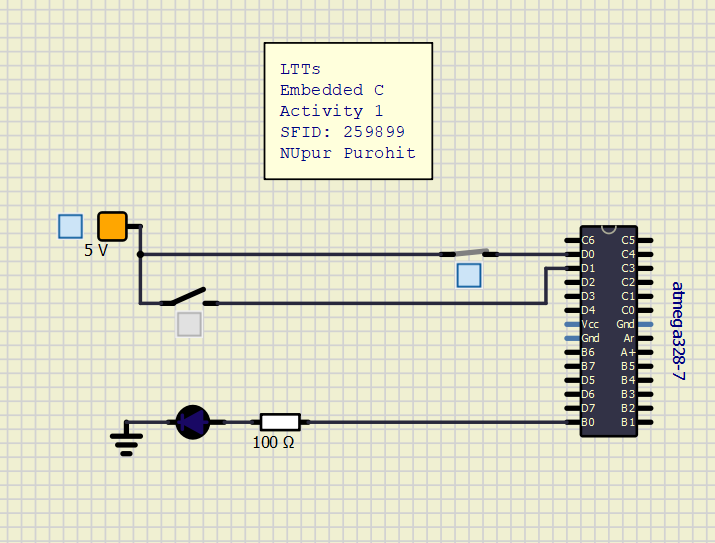 LTTs
Embedded C
Activity 1
SFID: 259899
NUpur Purohit
5 V
100 Ω
C6 C5
D0 C4
D1 C3
D2 C2
D3 C1
D4 C0
Vcc Gnd
Gnd Ar
B6 A+
B7 B5
D5 B4
D6 B3
D7 B2
B0 B1
atmega328-7